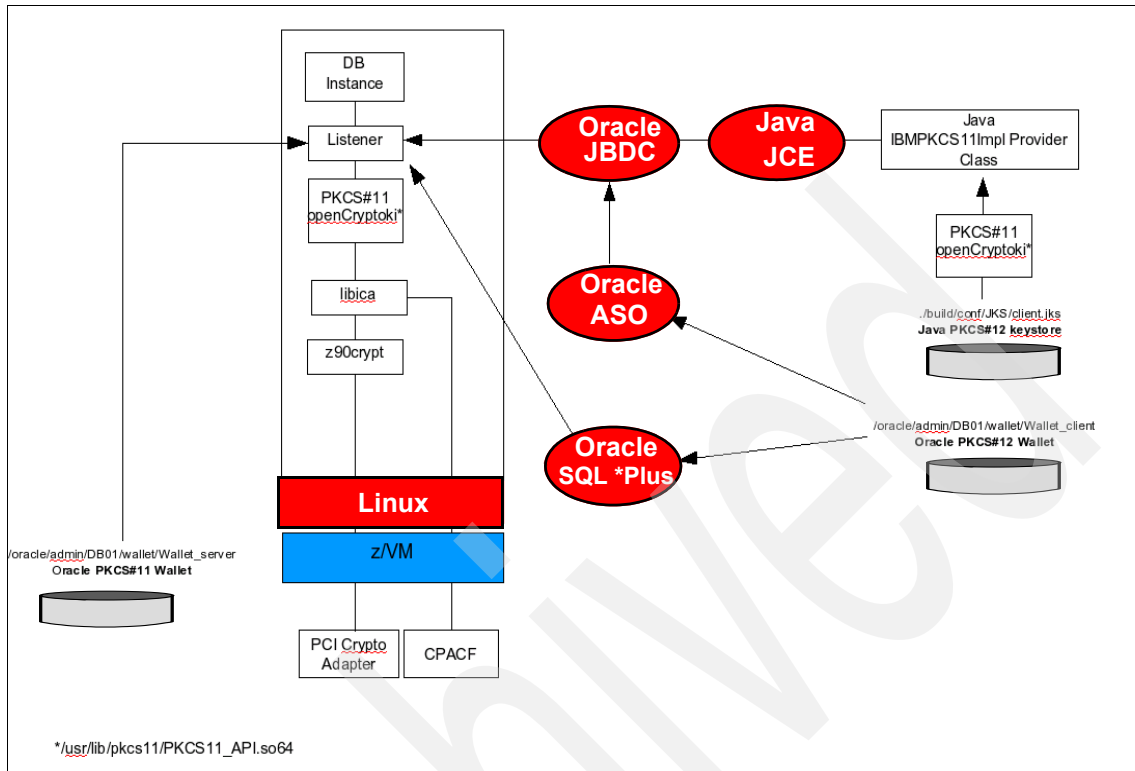 DB
Instance
Listener
PKCS#11
openCryptoki*
libica
z90crypt
Linux
z/VM
PCI Crypto
Adapter
CPACF
/oracle/admin/DB01/wallet/Wallet_server
Oracle PKCS#11 Wallet
Oracle
JBDC
Java
JCE
Java
IBMPKCS11Impl Provider
Class
PKCS#11
openCryptoki*
./build/conf/JKS/client.jks
Java PKCS#12 keystore
Oracle
ASO
/oracle/admin/DB01/wallet/Wallet_client
Oracle PKCS#12 Wallet
Oracle
SQL *Plus
*/usr/lib/pkcs11/PKCS11_API.so64
hived